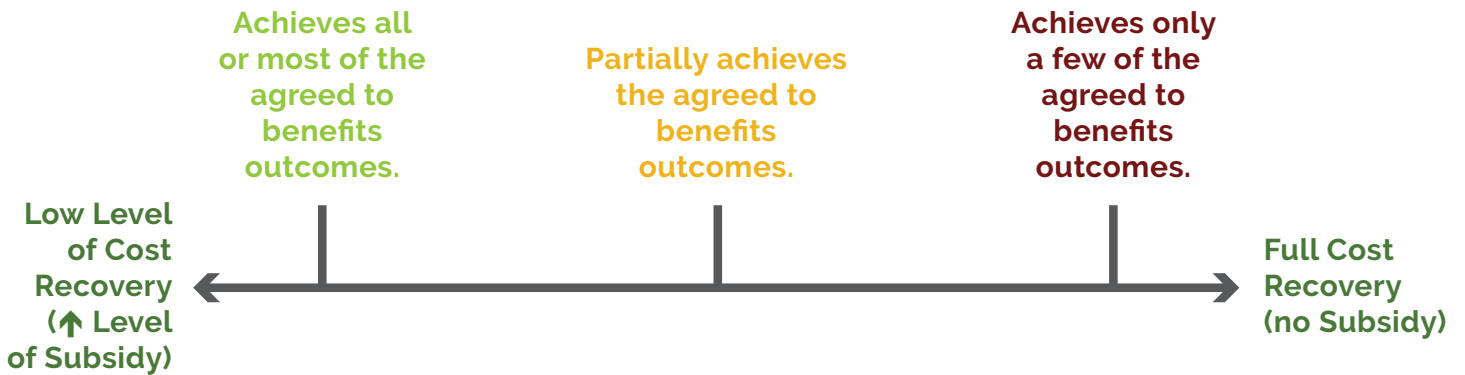 Achieves all
or most of the
agreed to
benefits
outcomes.
Partially achieves
the agreed to
benefits
outcomes.
Achieves only
a few of the
agreed to
benefits
outcomes.
Low Level
of Cost
Recovery
(↑ Level
of Subsidy)
Full Cost
Recovery
(no Subsidy)